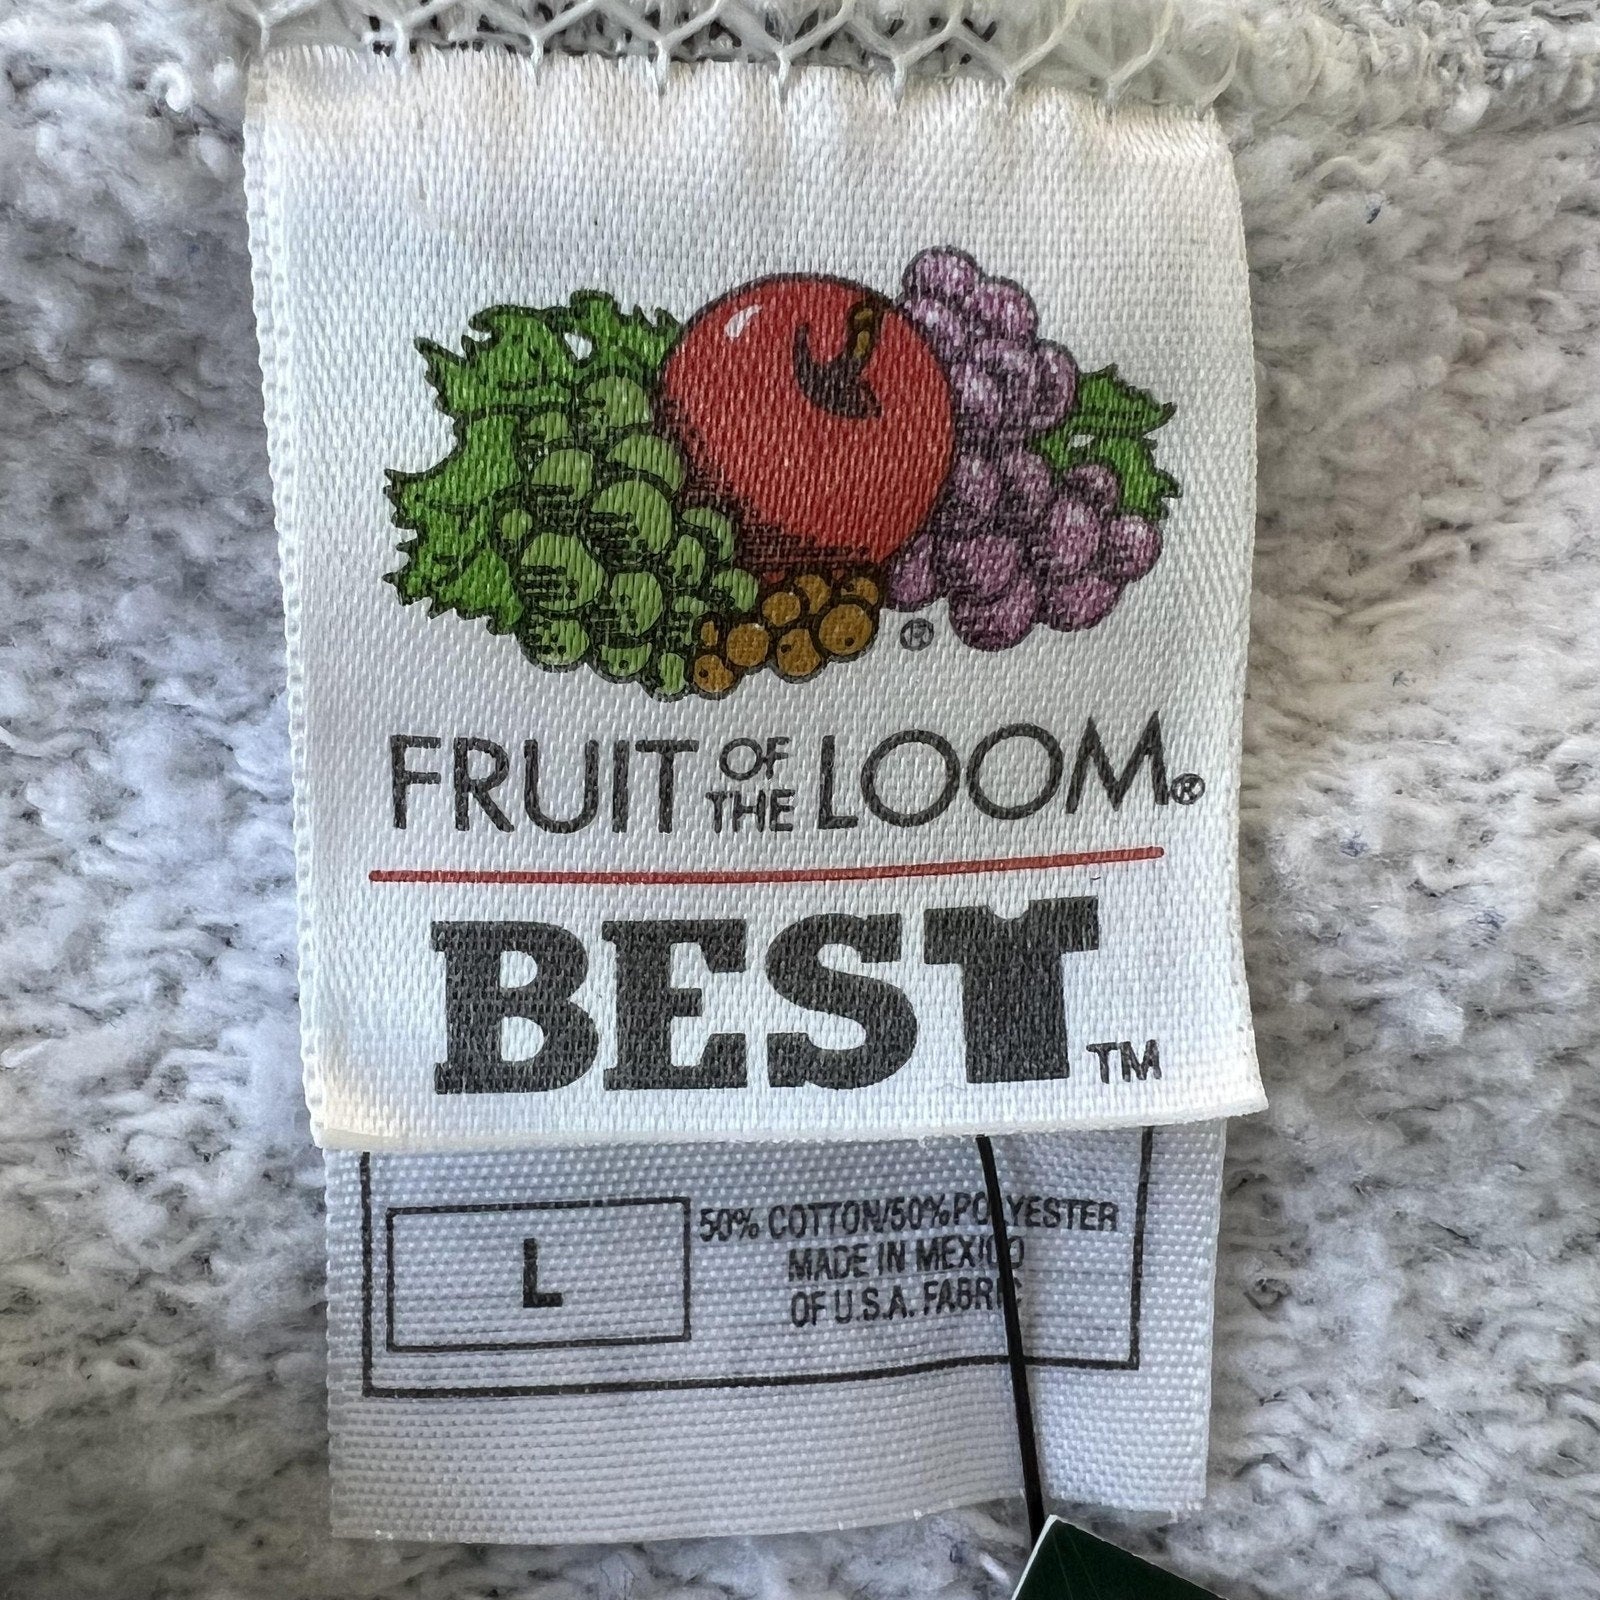 ®
FRUIT OF THE LOOM®
BEST™
L
50% COTTON/50% POLYESTER
MADE IN MEXICO
OF U.S.A. FABRIC